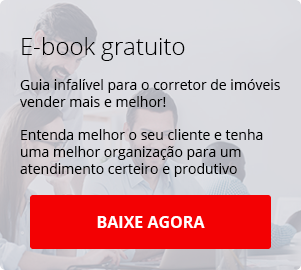 E-book gratuito
Guia infalível para o corretor de imóveis
vender mais e melhor!
Entenda melhor o seu cliente e tenha
uma melhor organização para um
atendimento certeiro e produtivo
BAIXE AGORA